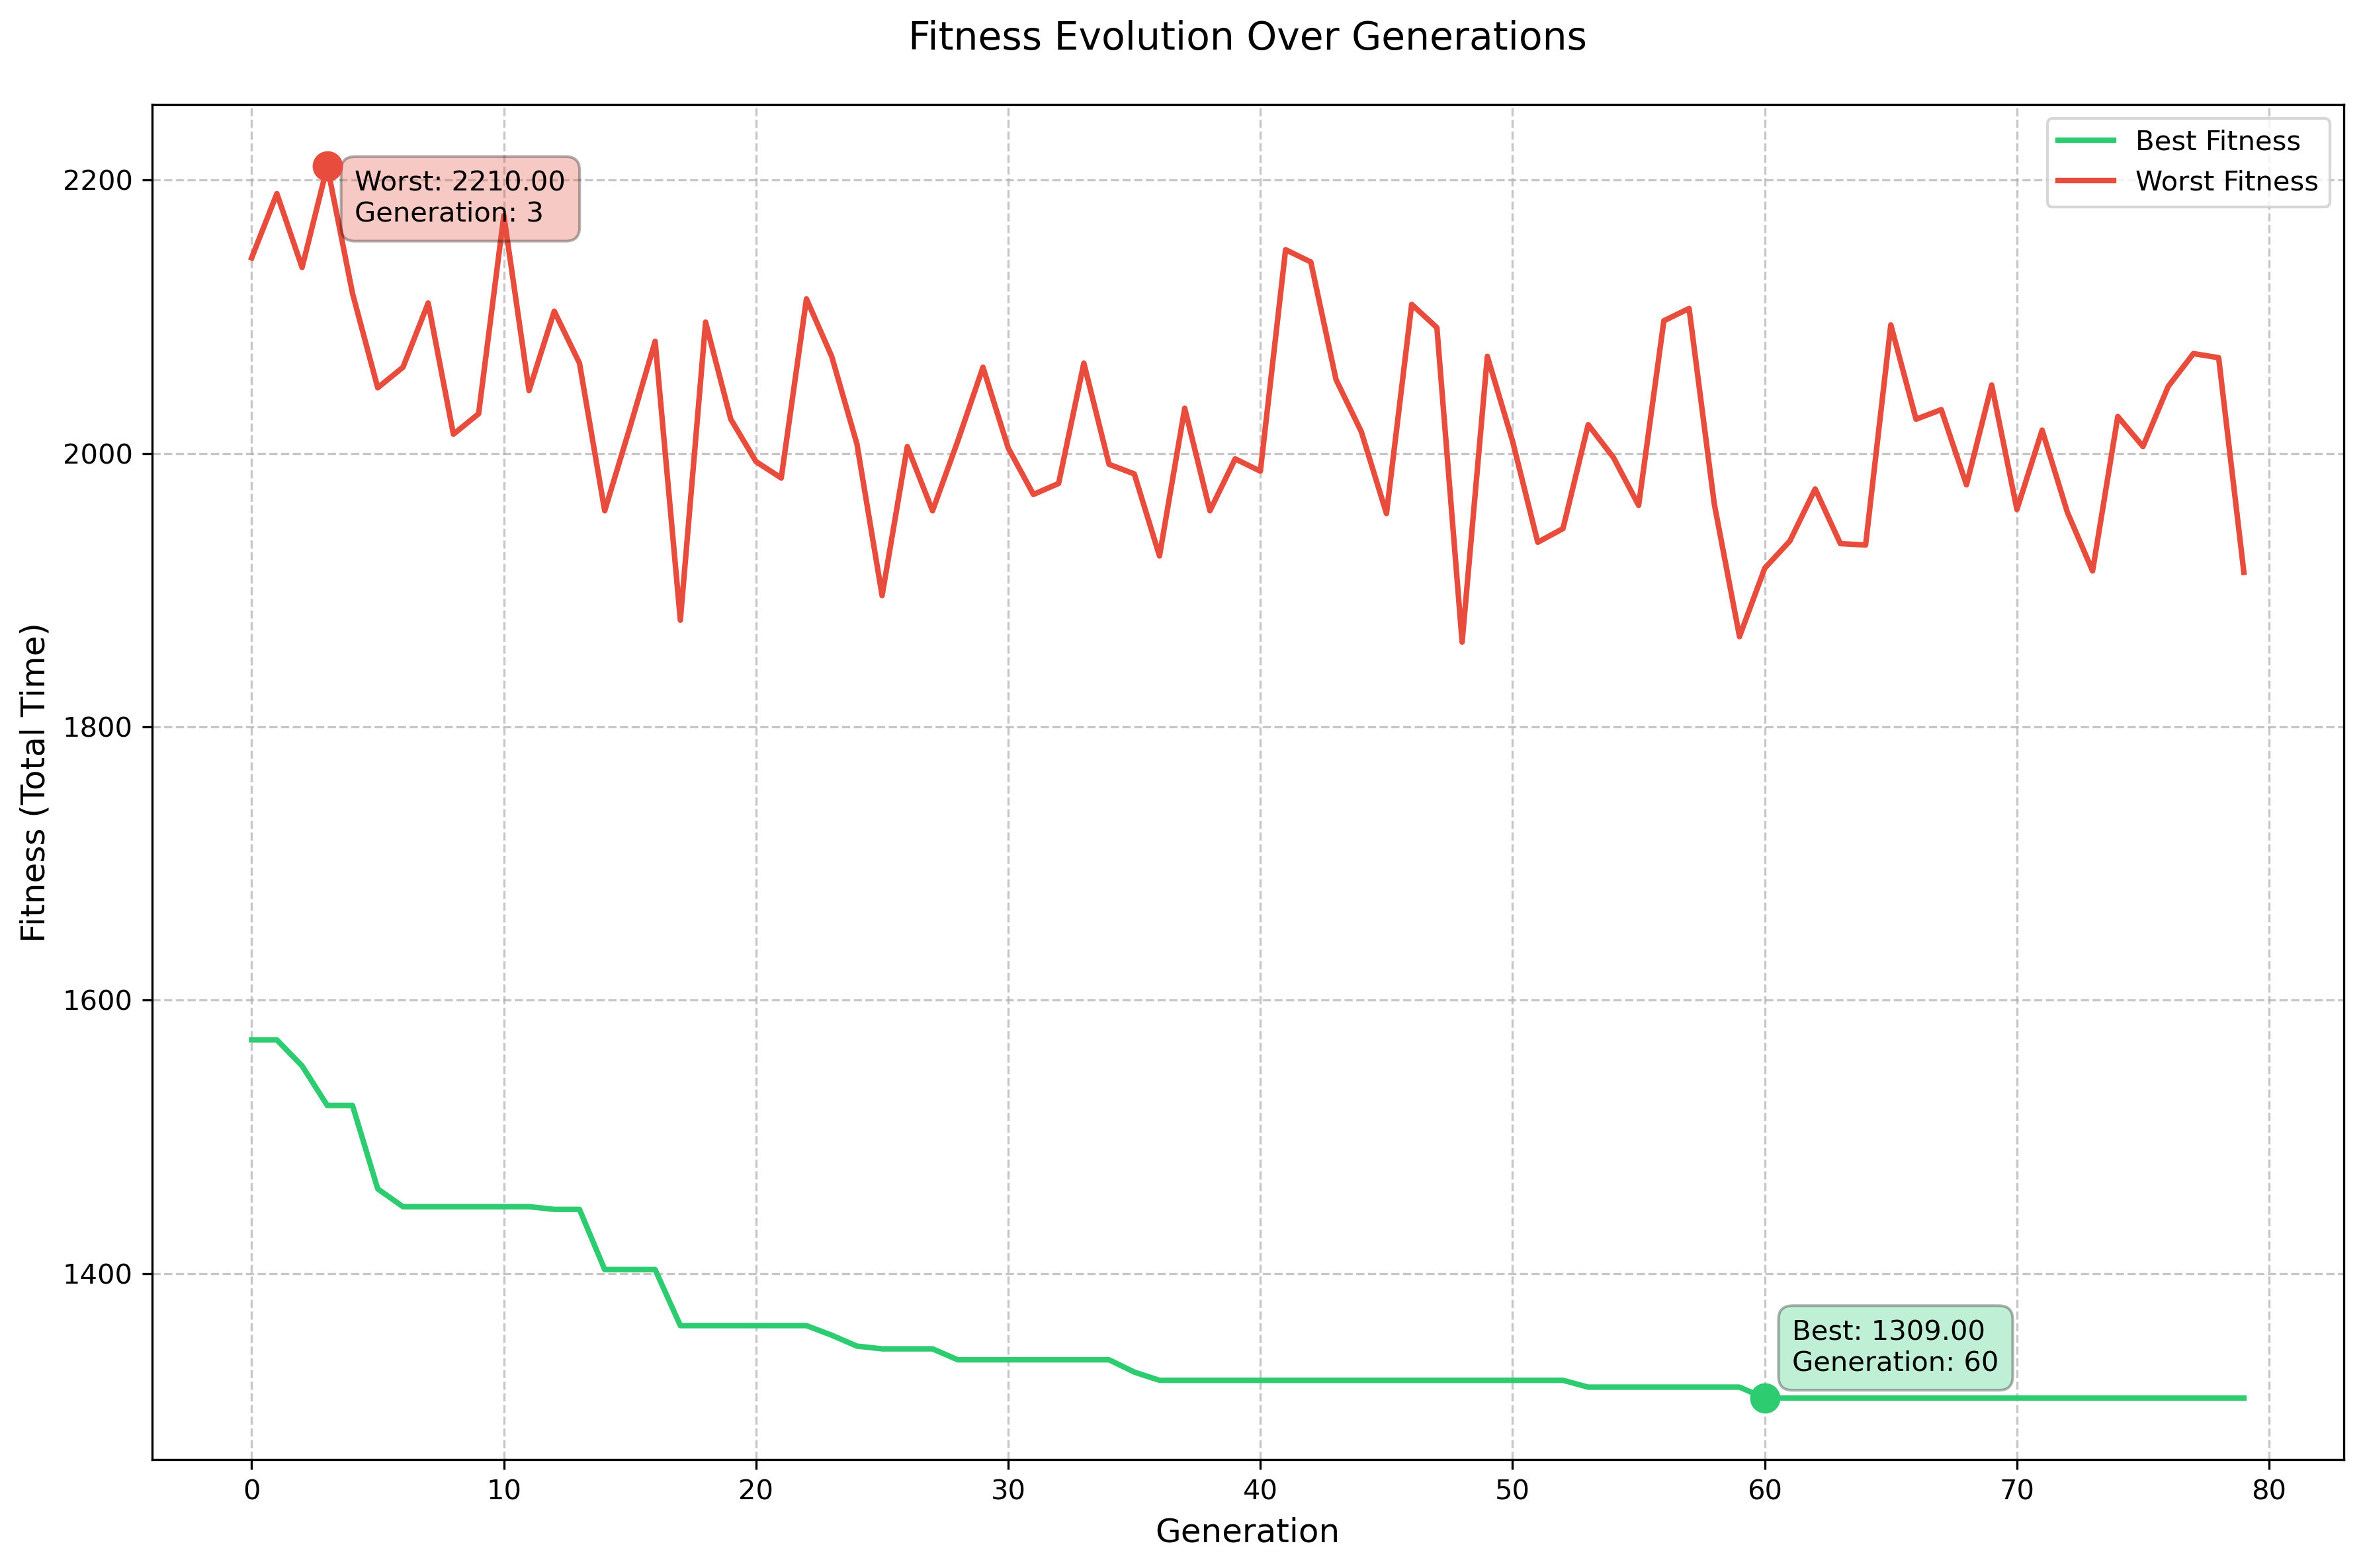 Fitness Evolution Over Generations
Best Fitness
Worst Fitness
Worst: 2210.00
Generation: 3
Best: 1309.00
Generation: 60
Fitness (Total Time)
2200
2000
1800
1600
1400
0 10 20 30 40 50 60 70 80
Generation